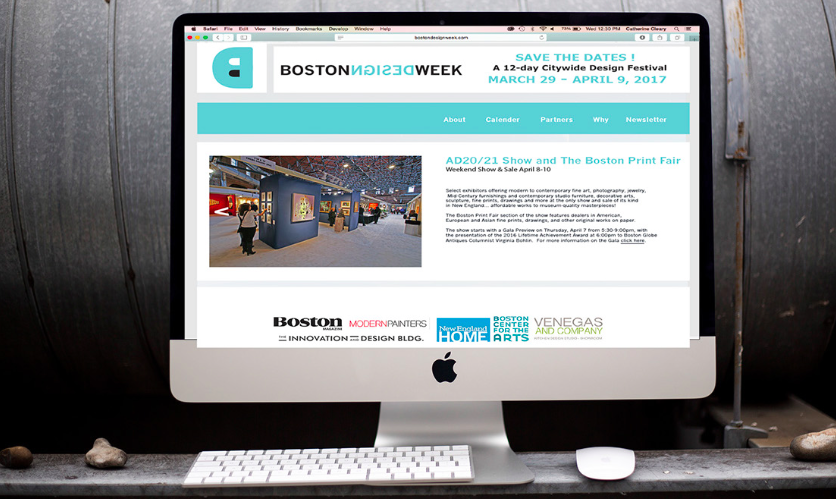 Safari File Edit View History Bookmarks Develop Window Help
75% Wed 12:30 PM Catherine Cleary
bostondesignweek.com
B
BOSTONDESIGNWEEK
SAVE THE DATES !
A 12-day Citywide Design Festival
MARCH 29 – APRIL 9, 2017
About Calender Partners Why Newsletter
AD20/21 Show and The Boston Print Fair
Weekend Show & Sale April 8-10
Select exhibitors offering modern to contemporary fine art, photography, jewelry,
Mid-Century furnishings and contemporary studio furniture, decorative arts,
sculpture, fine prints, drawings and more at the only show and sale of its kind
in New England... affordable works to museum-quality masterpieces!
The Boston Print Fair section of the show features dealers in American,
European and Asian fine prints, drawings, and other original works on paper.
The show starts with a Gala Preview on Thursday, April 7 from 5:30-9:00pm, with
the presentation of the 2016 Lifetime Achievement Award at 6:00pm to Boston Globe
Antiques Columnist Virginia Bohlin. For more information on the Gala click here.
Boston
MAGAZINE
MODERNPAINTERS
New England
HOME
BOSTON
CENTER
FOR THE
ARTS
VENEGAS
AND COMPANY
THE INNOVATION AND DESIGN BLDG.